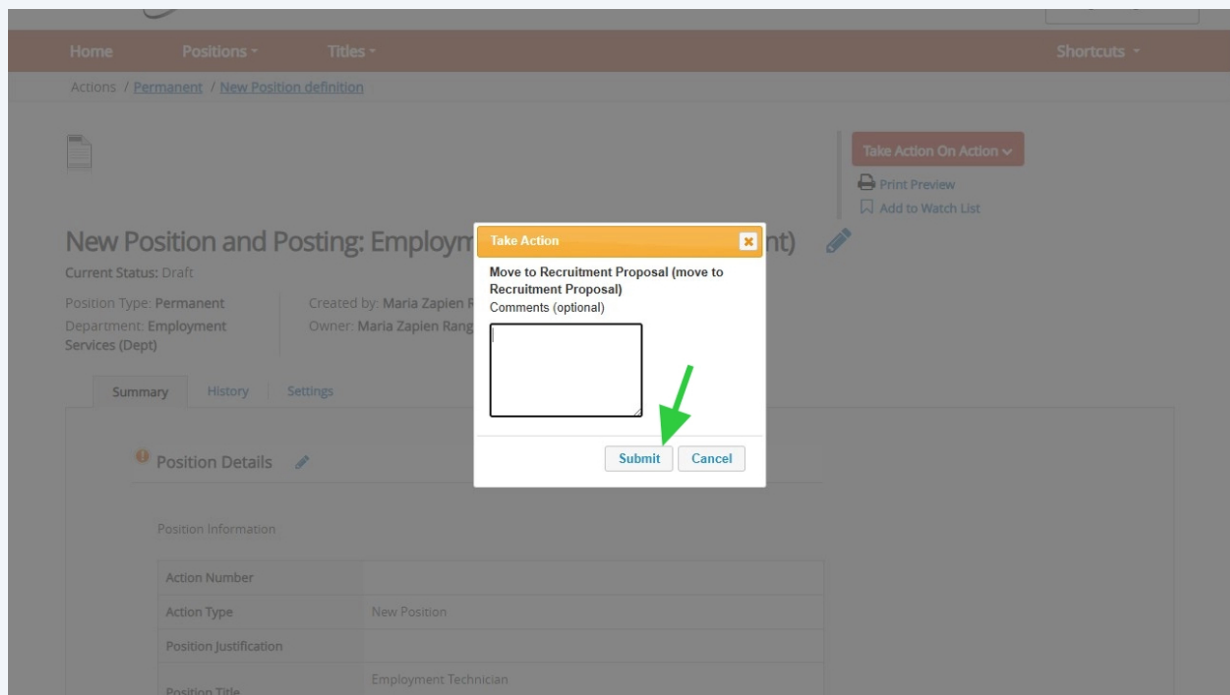 Home Positions Titles Shortcuts
Actions / Permanent / New Position definition
Take Action On Action
Print Preview
Add to Watch List
New Position and Posting: Employm nt)
Current Status: Draft
Position Type: Permanent Created by: Maria Zapien R
Department: Employment Owner: Maria Zapien Rang
Services (Dept)
Take Action
Move to Recruitment Proposal (move to
Recruitment Proposal)
Comments (optional)
Submit Cancel
Summary History Settings
Position Details
Position Information
Action Number
Action Type New Position
Position Justification
Employment Technician
Position Title